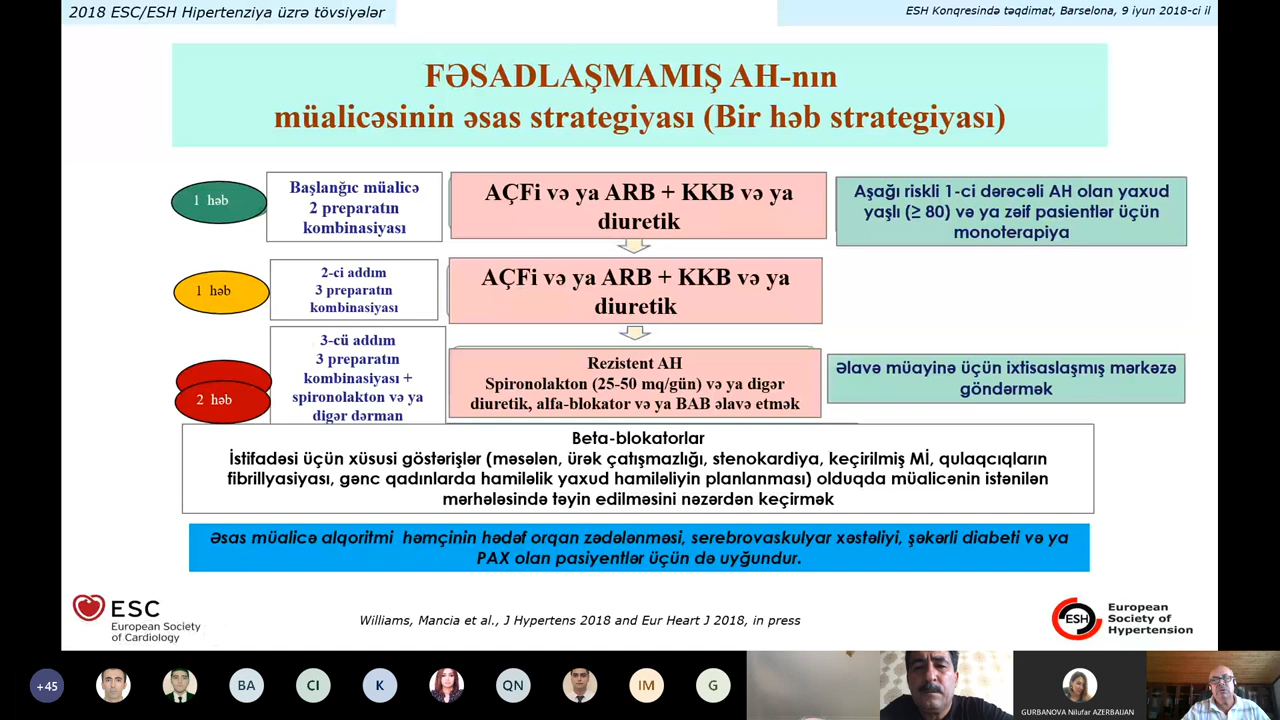 2018 ESC/ESH Hipertenziya üzrə tövsiyələr
ESH Konqresində təqdimat, Barselona, 9 iyun 2018-ci il
FƏSADLAŞMAMIŞ AH-nın
müalicəsinin əsas strategiyası (Bir həb strategiyası)
1 həb
Başlanğıc müalicə
2 preparatın
kombinasiyası
AÇFi və ya ARB + KKB və ya
diuretik
Aşağı riskli 1-ci dərəcəli AH olan yaxud
yaşlı (≥ 80) və ya zəif pasientlər üçün
monoterapiya
1 həb
2-ci addım
3 preparatın
kombinasiyası
AÇFi və ya ARB + KKB və ya
diuretik
2 həb
3-cü addım
3 preparatın
kombinasiyası +
spironolakton və ya
digər dərman
Rezistent AH
Spironolakton (25-50 mq/gün) və ya digər
diuretik, alfa-blokator və ya BAB əlavə etmək
Əlavə müayinə üçün ixtisaslaşmış mərkəzə
göndərmək
Beta-blokatorlar
İstifadəsi üçün xüsusi göstərişlər (məsələn, ürək çatışmazlığı, stenokardiya, keçirilmiş Mİ, qulaqcıqların
fibrillyasiyası, gənc qadınlarda hamiləlik yaxud hamiləliyin planlanması) olduqda müalicənin istənilən
mərhələsində təyin edilməsini nəzərdən keçirmək
Əsas müalicə alqoritmi həmçinin hədəf orqan zədələnməsi, serebrovaskulyar xəstəliyi, şəkərli diabeti və ya
PAX olan pasiyentlər üçün də uyğundur.
ESC
European Society
of Cardiology
Williams, Mancia et al., J Hypertens 2018 and Eur Heart J 2018, in press
ESH
European
Society of
Hypertension
+45
BA
CI
K
QN
IM
G
GURBANOVA Nilufar AZERBAIJAN